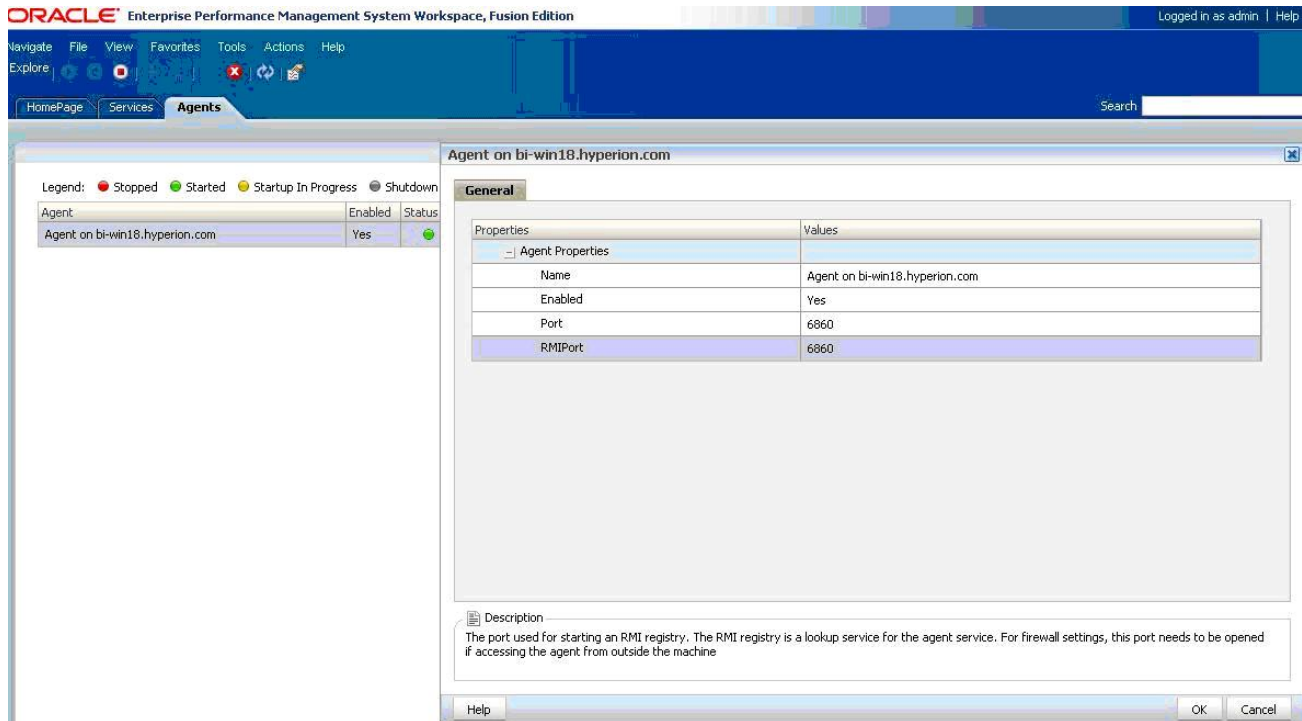 ORACLE Enterprise Performance Management System Workspace, Fusion Edition
Logged in as admin | Help
Navigate File View Favorites Tools Actions Help
Explore
HomePage Services Agents
Search
Agent on bi-win18.hyperion.com
Legend: Stopped Started Startup In Progress Shutdown
General
Agent Enabled Status
Agent on bi-win18.hyperion.com Yes
Properties Values
Agent Properties
Name Agent on bi-win18.hyperion.com
Enabled Yes
Port 6860
RMIPort 6860
Description
The port used for starting an RMI registry. The RMI registry is a lookup service for the agent service. For firewall settings, this port needs to be opened
if accessing the agent from outside the machine
Help OK Cancel